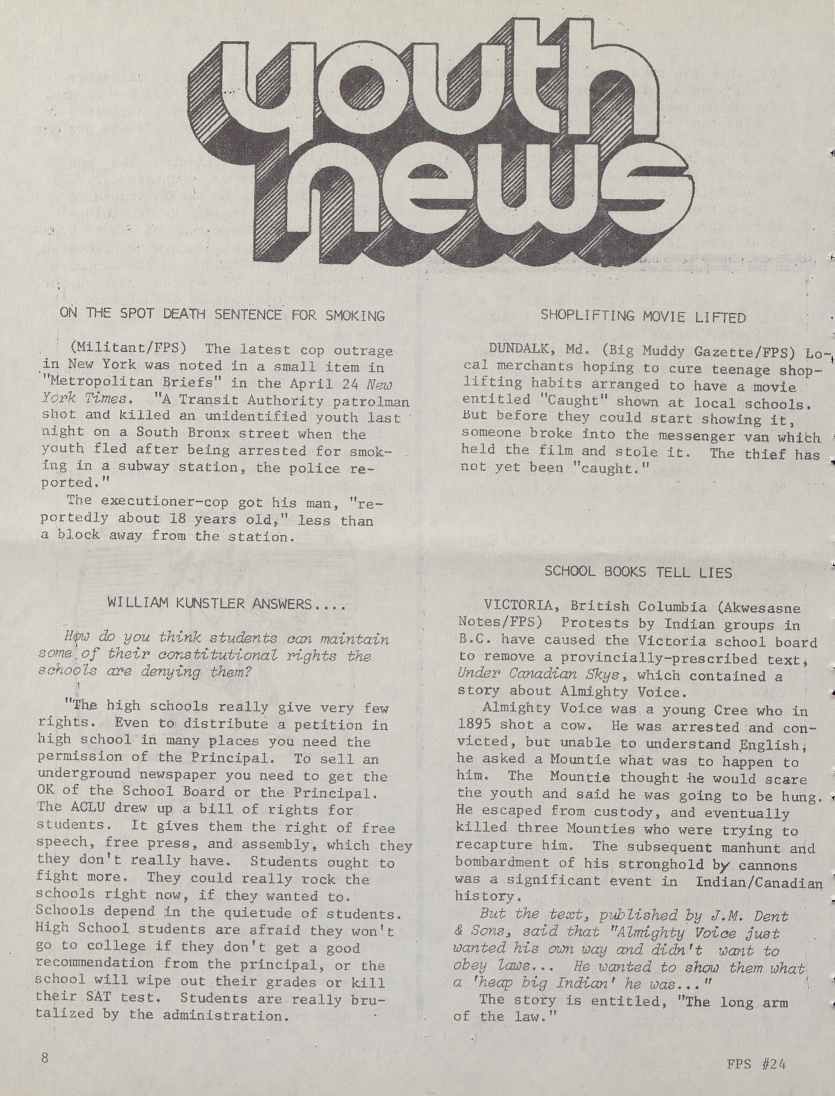 youth
news
ON THE SPOT DEATH SENTENCE FOR SMOKING
(Militant/FPS) The latest cop outrage
in New York was noted in a small item in
"Metropolitan Briefs" in the April 24 New
York Times. "A Transit Authority patrolman
shot and killed an unidentified youth last
night on a South Bronx street when the
youth fled after being arrested for smok-
ing in a subway station, the police re-
ported."
The executioner-cop got his man, "re-
portedly about 18 years old," less than
a block away from the station.
WILLIAM KUNSTLER ANSWERS....
How do you think students can maintain
some of their constitutional rights the
schools are denying them?
"The high schools really give very few
rights. Even to distribute a petition in
high school in many places you need the
permission of the Principal. To sell an
underground newspaper you need to get the
OK of the School Board or the Principal.
The ACLU drew up a bill of rights for
students. It gives them the right of free
speech, free press, and assembly, which they
they don't really have. Students ought to
fight more. They could really rock the
schools right now, if they wanted to.
Schools depend in the quietude of students.
High School students are afraid they won't
go to college if they don't get a good
recommendation from the principal, or the
school will wipe out their grades or kill
their SAT test. Students are really bru-
talized by the administration.
SHOPLIFTING MOVIE LIFTED
DUNDALK, Md. (Big Muddy Gazette/FPS) Lo-
cal merchants hoping to cure teenage shop-
lifting habits arranged to have a movie
entitled "Caught" shown at local schools.
But before they could start showing it,
someone broke into the messenger van which
held the film and stole it. The thief has
not yet been "caught."
SCHOOL BOOKS TELL LIES
VICTORIA, British Columbia (Akwesasne
Notes/FPS) Protests by Indian groups in
B.C. have caused the Victoria school board
to remove a provincially-prescribed text,
Under Canadian Skys, which contained a
story about Almighty Voice.
Almighty Voice was a young Cree who in
1895 shot a cow. He was arrested and con-
victed, but unable to understand English,
he asked a Mountie what was to happen to
him. The Mountie thought he would scare
the youth and said he was going to be hung.
He escaped from custody, and eventually
killed three Mounties who were trying to
recapture him. The subsequent manhunt and
bombardment of his stronghold by cannons
was a significant event in Indian/Canadian
history.
But the text, published by J.M. Dent
& Sons, said that "Almighty Voice just
wanted his own way and didn't want to
obey laws... He wanted to show them what
a 'heap big Indian' he was..."
The story is entitled, "The long arm
of the law."
8
FPS #24